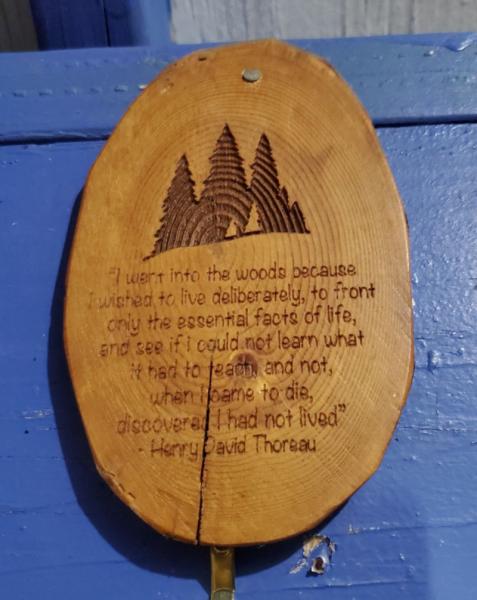 "I went into the woods because
I wished to live deliberately, to front
only the essential facts of life,
and see if i could not learn what
it had to teach, and not,
when I came to die,
discovered I had not lived"
- Henry David Thoreau